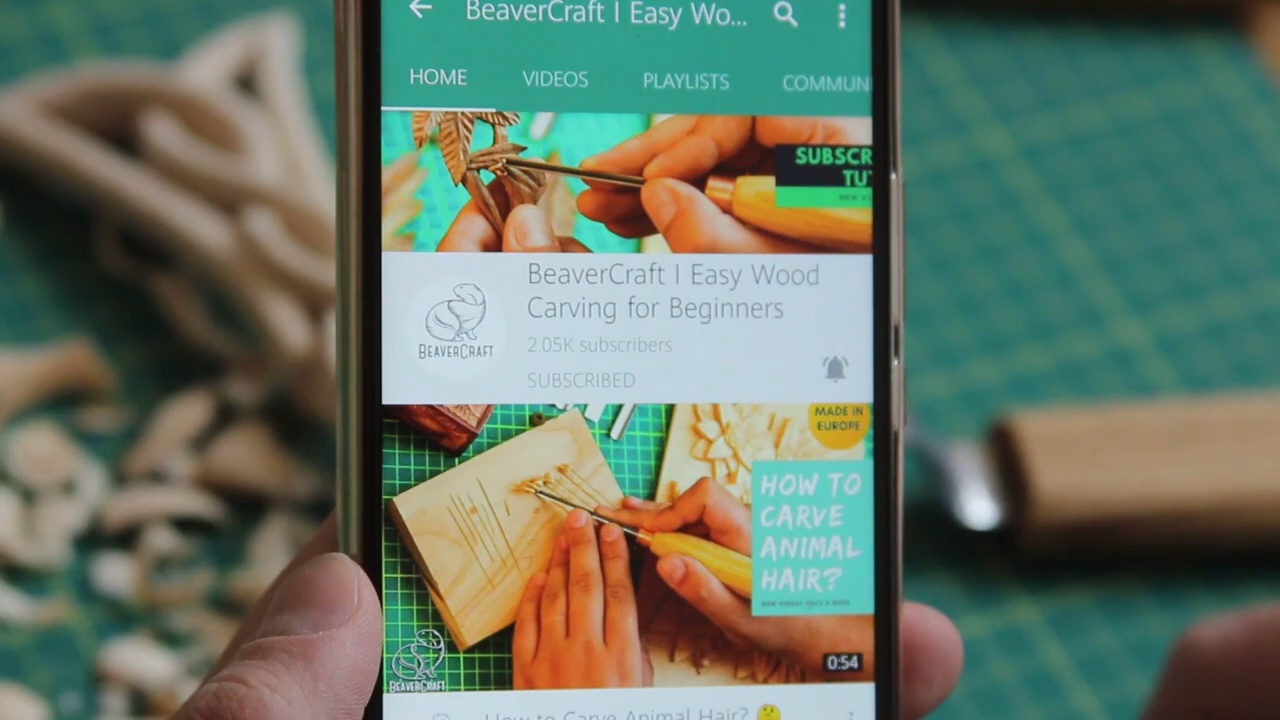 BeaverCraft I Easy Wo...
HOME VIDEOS PLAYLISTS COMMUN
SUBSCR
TU
BeaverCraft I Easy Wood
Carving for Beginners
2.05K subscribers
SUBSCRIBED
BEAVERCRAFT
MADE IN
EUROPE
HOW TO
CARVE
ANIMAL
HAIR?
0:54
BEAVERCRAFT
How to Carve Animal Hair? 🤔